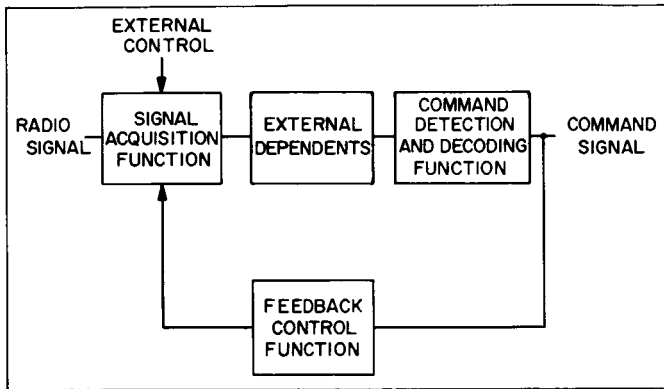 EXTERNAL
CONTROL
RADIO
SIGNAL
SIGNAL
ACQUISITION
FUNCTION
EXTERNAL
DEPENDENTS
COMMAND
DETECTION
AND DECODING
FUNCTION
COMMAND
SIGNAL
FEEDBACK
CONTROL
FUNCTION